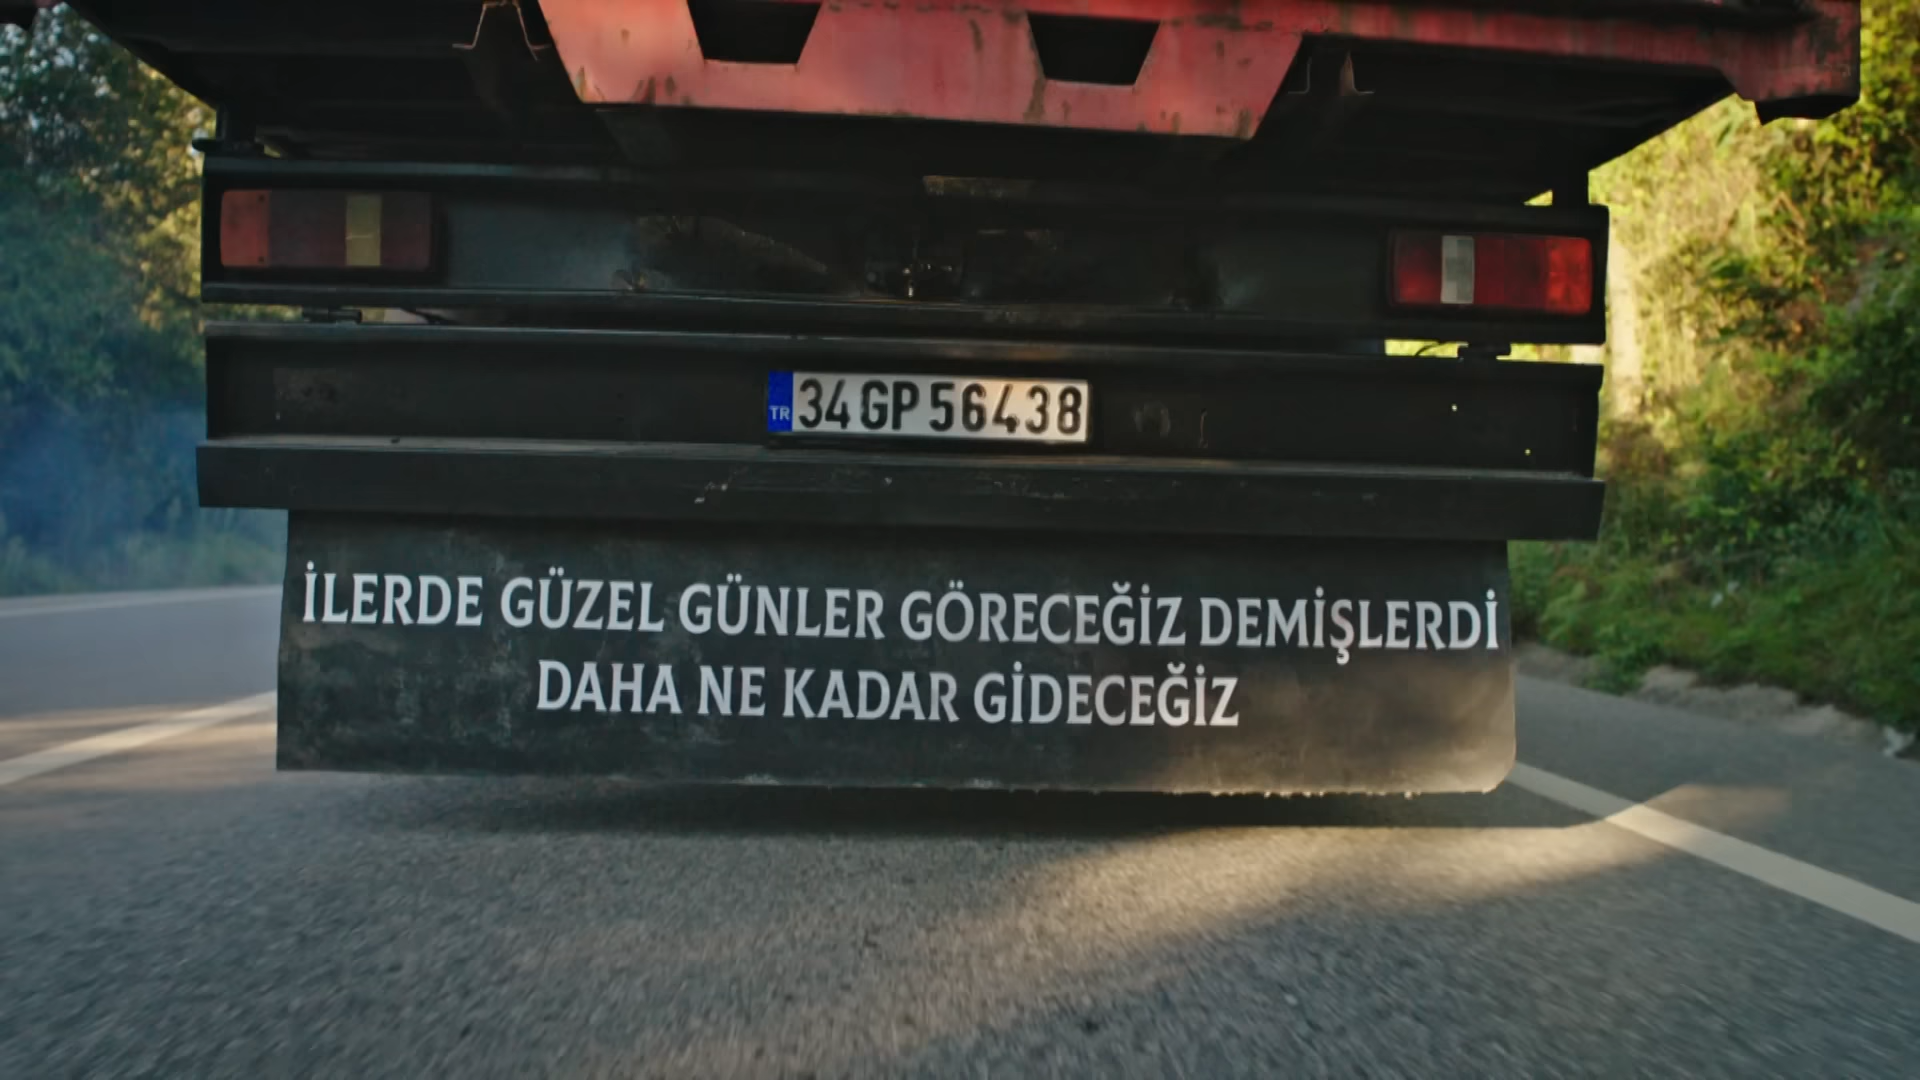 TR 34 GP 56438
İLERDE GÜZEL GÜNLER GÖRECEĞİZ DEMİŞLERDİ
DAHA NE KADAR GİDECEĞİZ